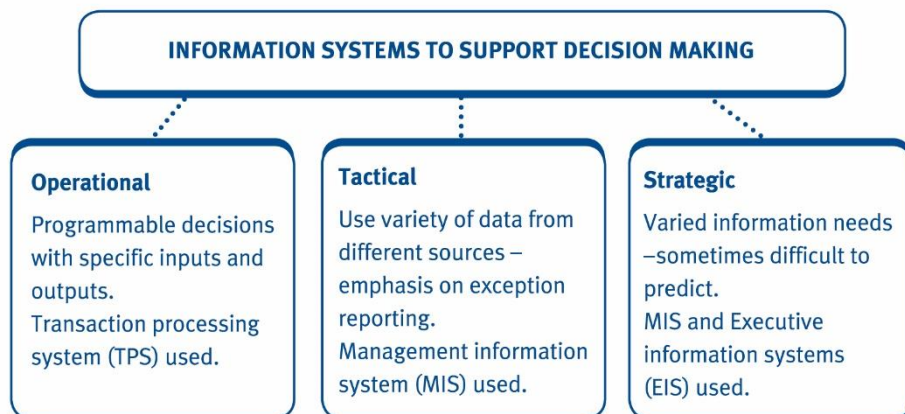 INFORMATION SYSTEMS TO SUPPORT DECISION MAKING
Operational
Programmable decisions
with specific inputs and
outputs.
Transaction processing
system (TPS) used.
Tactical
Use variety of data from
different sources –
emphasis on exception
reporting.
Management information
system (MIS) used.
Strategic
Varied information needs
–sometimes difficult to
predict.
MIS and Executive
information systems
(EIS) used.